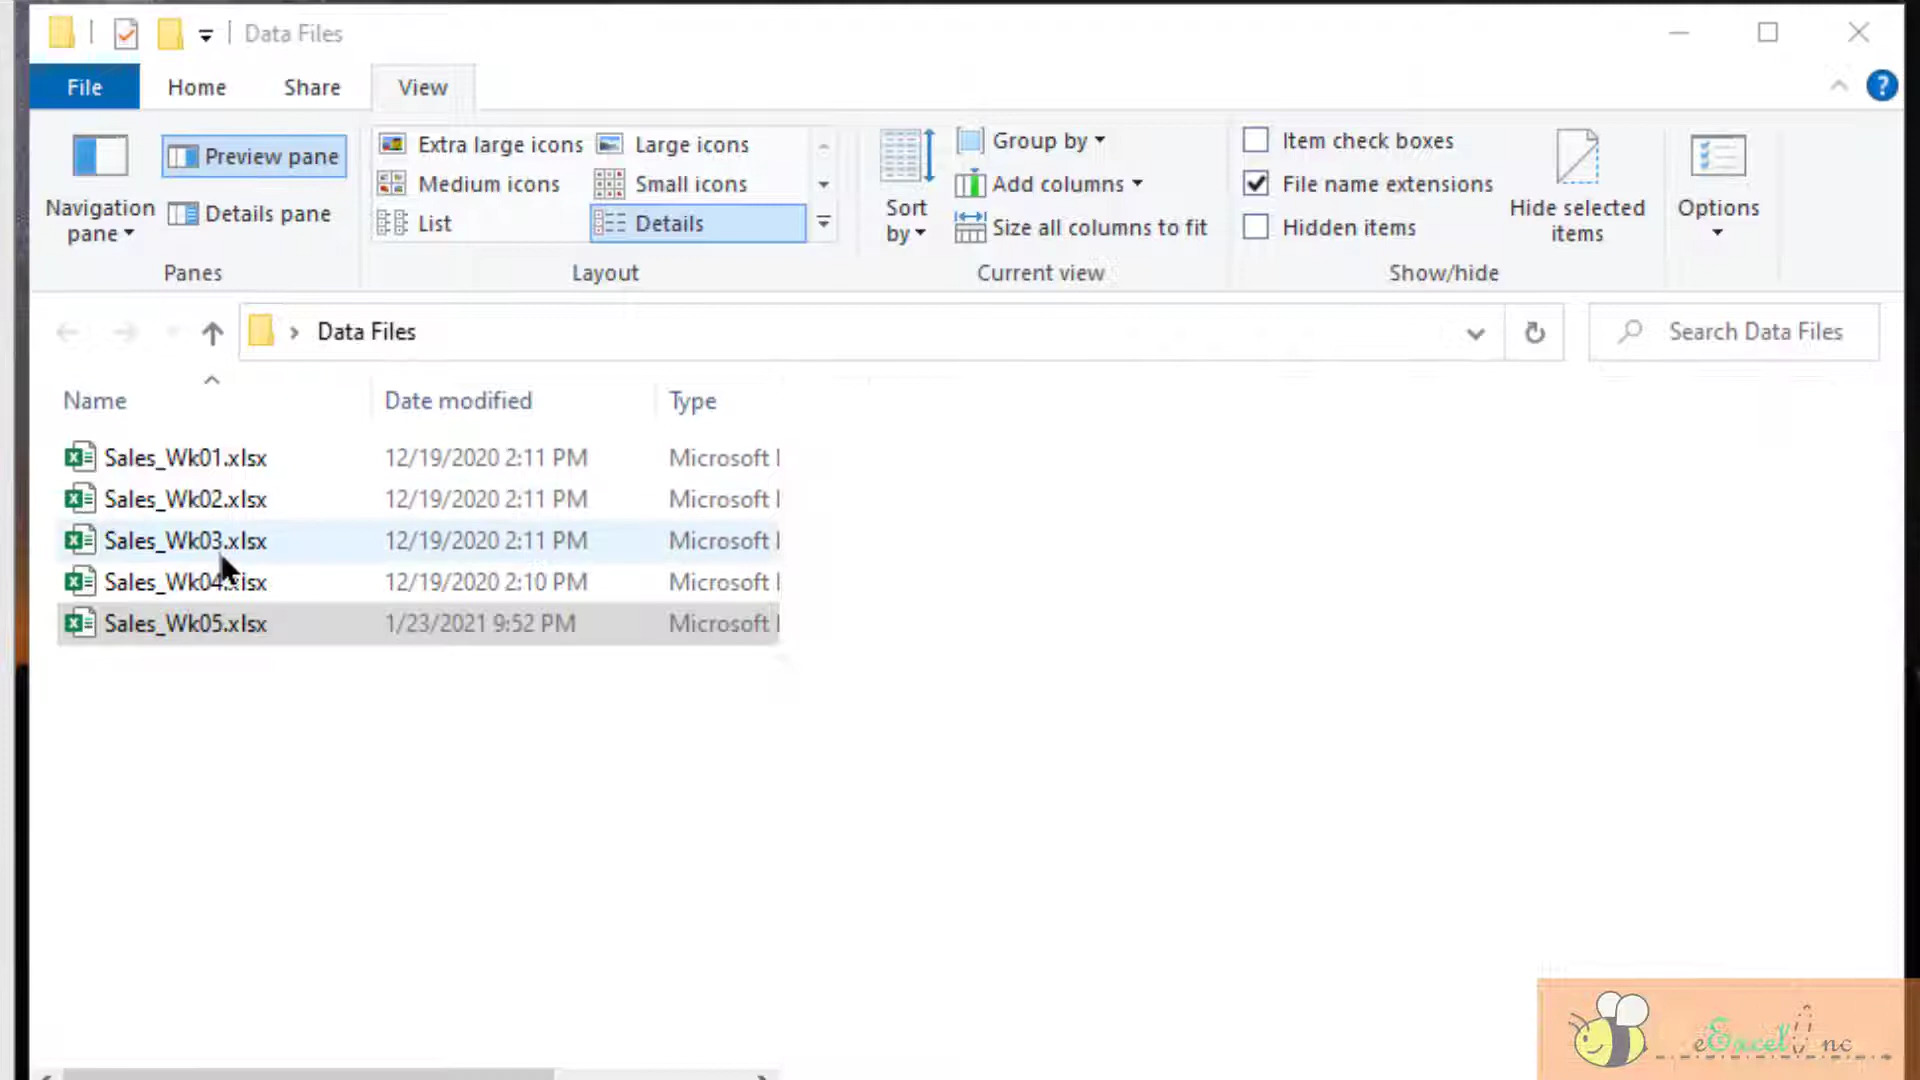 Data Files
File Home Share View
Navigation pane
Preview pane
Details pane
Panes
Extra large icons Large icons
Medium icons Small icons
List Details
Layout
Sort by
Group by
Add columns
Size all columns to fit
Current view
Item check boxes
File name extensions
Hidden items
Hide selected items
Show/hide
Options
Data Files
Search Data Files
Name Date modified Type
Sales_Wk01.xlsx 12/19/2020 2:11 PM Microsoft
Sales_Wk02.xlsx 12/19/2020 2:11 PM Microsoft
Sales_Wk03.xlsx 12/19/2020 2:11 PM Microsoft
Sales_Wk04.xlsx 12/19/2020 2:10 PM Microsoft
Sales_Wk05.xlsx 1/23/2021 9:52 PM Microsoft